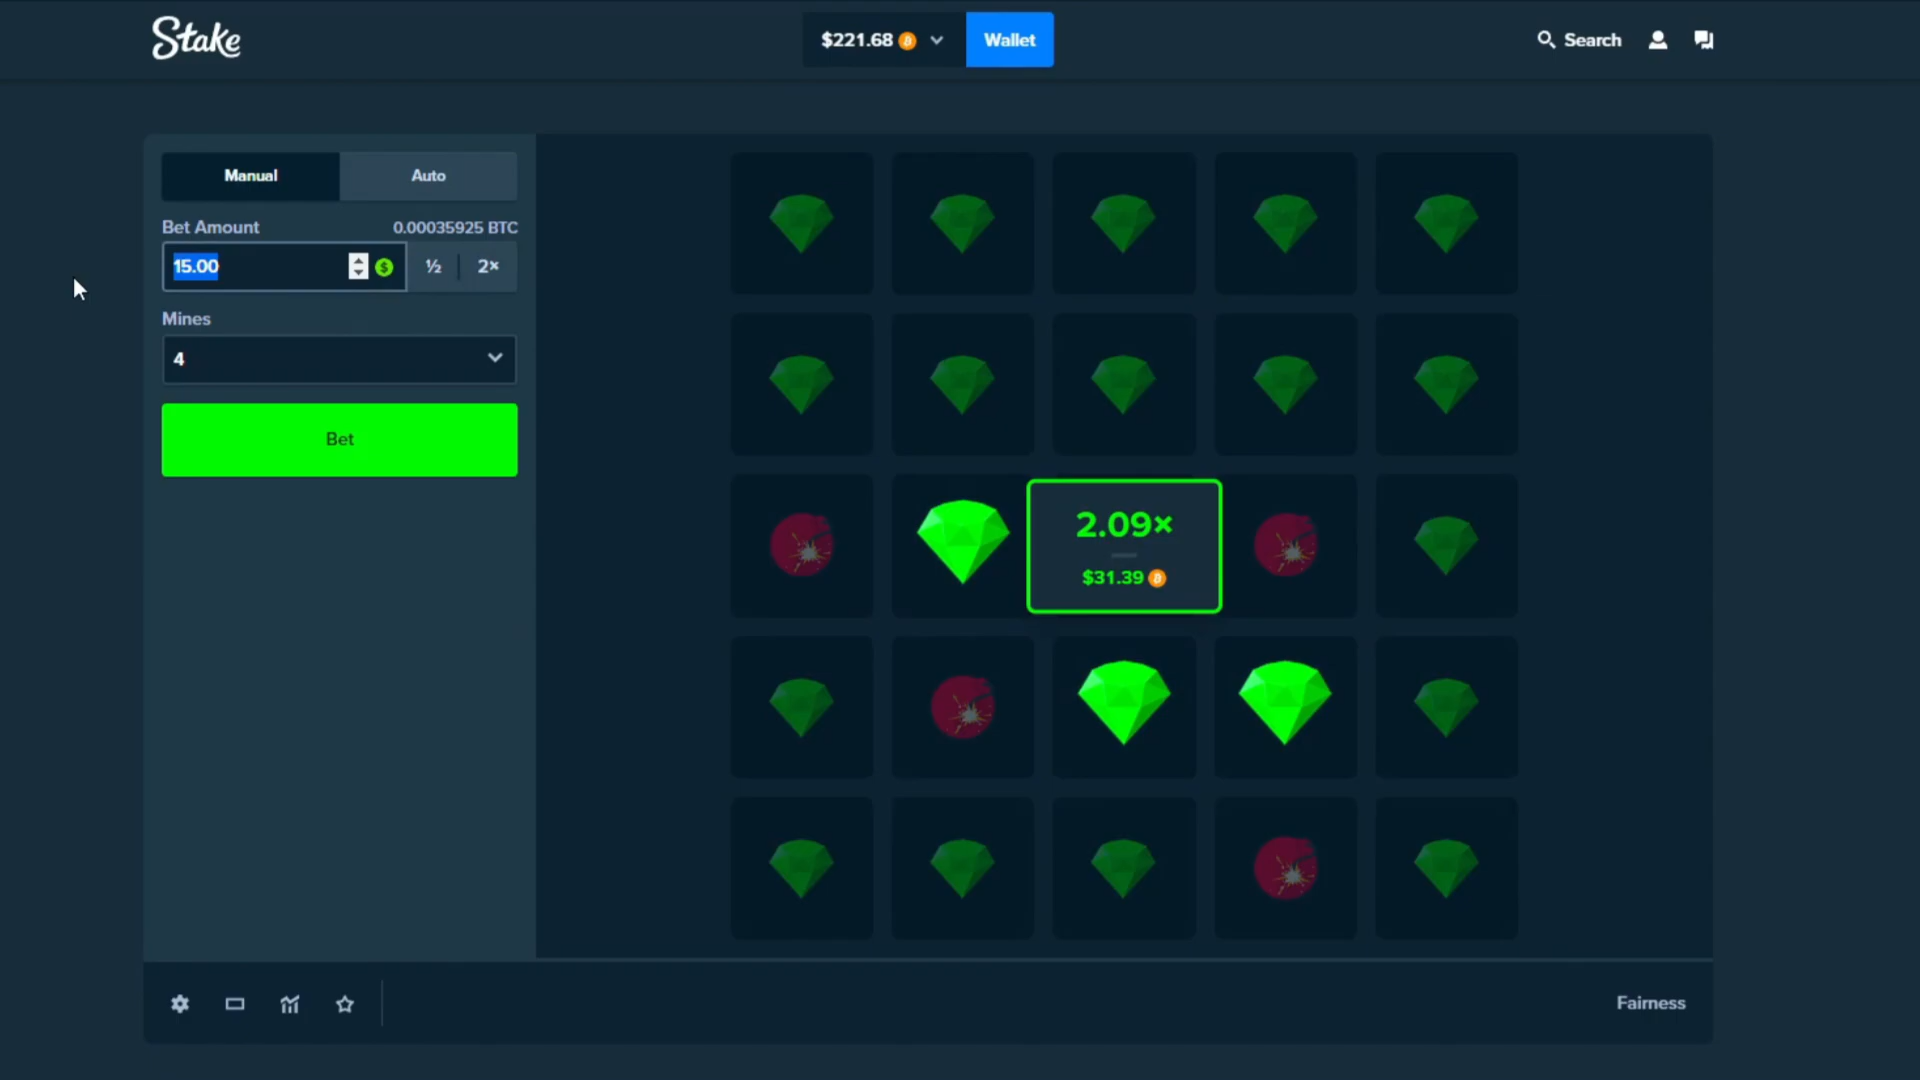 Stake
$221.68
Wallet
Search
Manual
Auto
Bet Amount
0.00035925 BTC
15.00
½
2×
Mines
4
Bet
2.09×
$31.39
Fairness